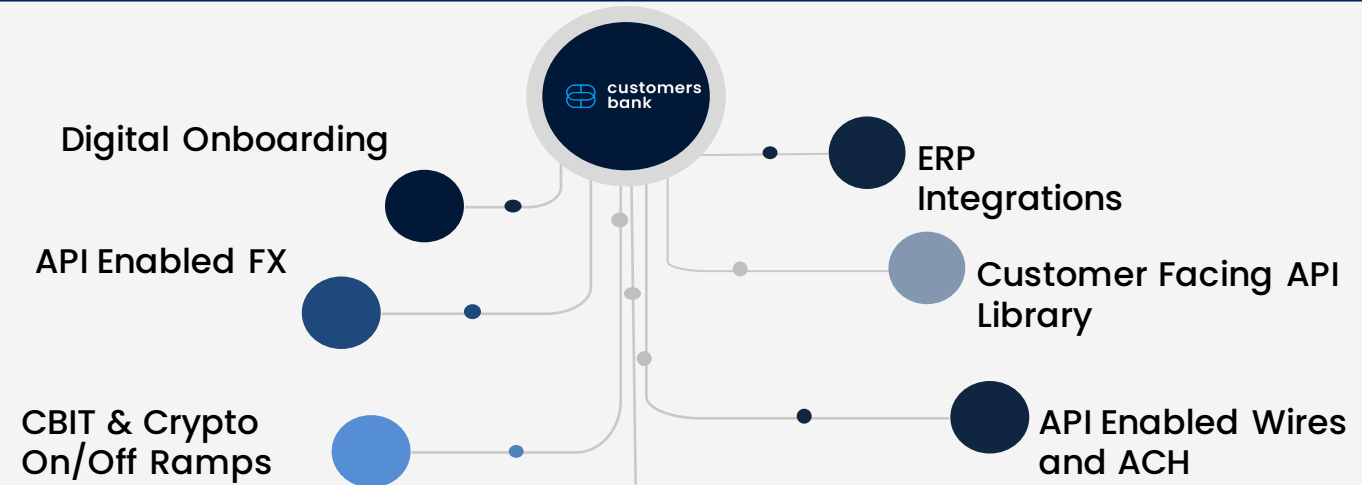 customers
bank
Digital Onboarding
ERP
Integrations
API Enabled FX
Customer Facing API
Library
CBIT & Crypto
On/Off Ramps
API Enabled Wires
and ACH